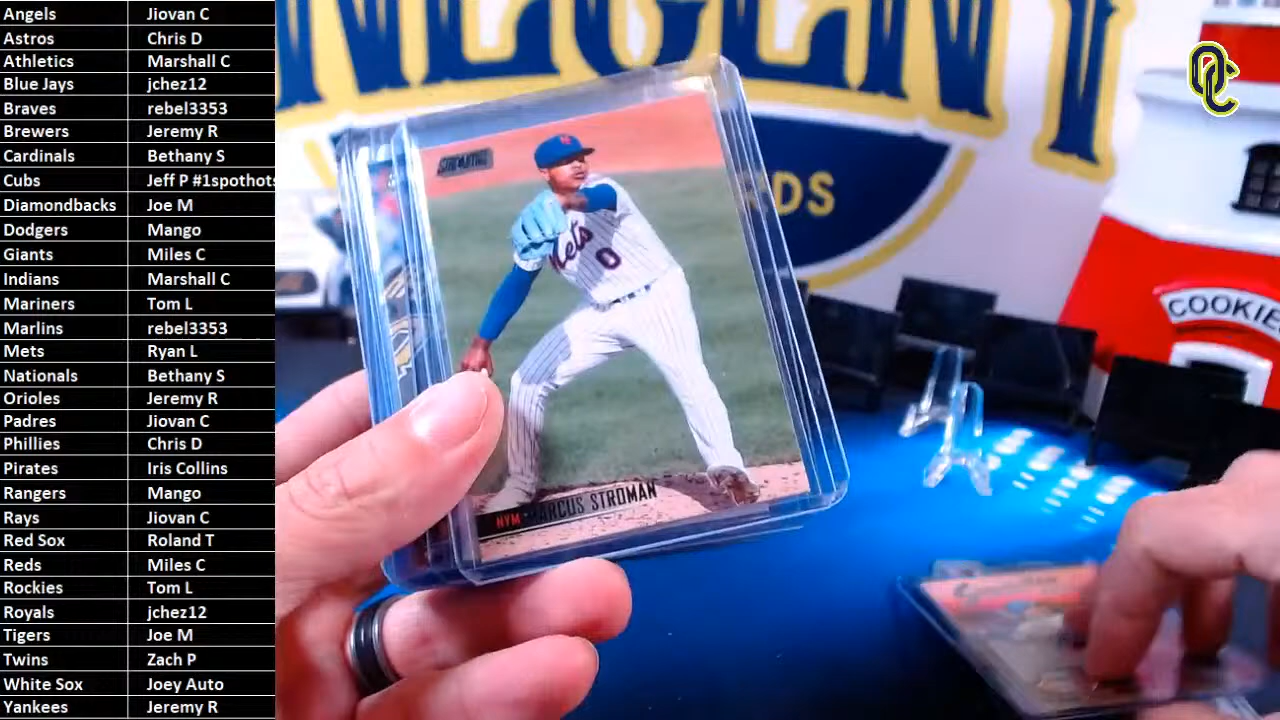 Angels Jiovan C
Astros Chris D
Athletics Marshall C
Blue Jays jchez12
Braves rebel3353
Brewers Jeremy R
Cardinals Bethany S
Cubs Jeff P #1spothots
Diamondbacks Joe M
Dodgers Mango
Giants Miles C
Indians Marshall C
Mariners Tom L
Marlins rebel3353
Mets Ryan L
Nationals Bethany S
Orioles Jeremy R
Padres Jiovan C
Phillies Chris D
Pirates Iris Collins
Rangers Mango
Rays Jiovan C
Red Sox Roland T
Reds Miles C
Rockies Tom L
Royals jchez12
Tigers Joe M
Twins Zach P
White Sox Joey Auto
Yankees Jeremy R
RDS
OC
COOKIE
Mets
0
NYM MARCUS STROMAN